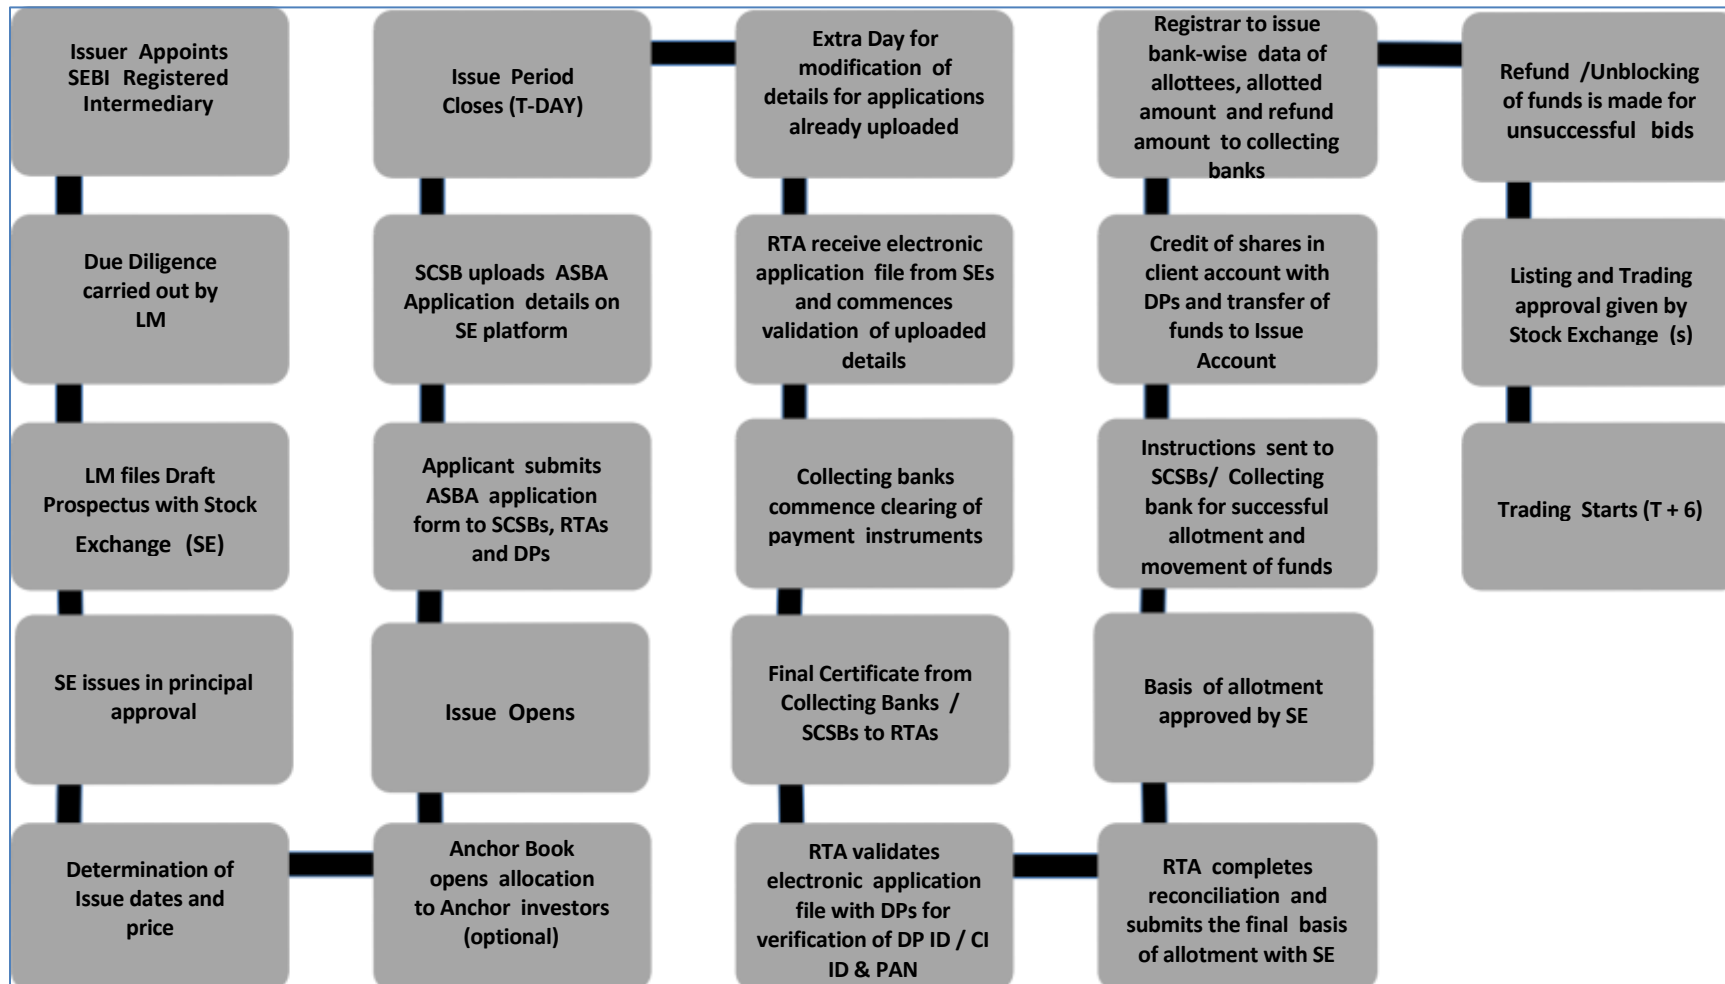 Issuer Appoints
SEBI Registered
Intermediary
Due Diligence
carried out by
LM
LM files Draft
Prospectus with Stock
Exchange (SE)
SE issues in principal
approval
Determination of
Issue dates and
price
Anchor Book
opens allocation
to Anchor investors
(optional)
Issue Opens
Applicant submits
ASBA application
form to SCSBs, RTAs
and DPs
SCSB uploads ASBA
Application details on
SE platform
Issue Period
Closes (T-DAY)
Extra Day for
modification of
details for applications
already uploaded
RTA receive electronic
application file from SEs
and commences
validation of uploaded
details
Collecting banks
commence clearing of
payment instruments
Final Certificate from
Collecting Banks /
SCSBs to RTAs
RTA validates
electronic application
file with DPs for
verification of DP ID / CI
ID & PAN
RTA completes
reconciliation and
submits the final basis
of allotment with SE
Basis of allotment
approved by SE
Instructions sent to
SCSBs/ Collecting
bank for successful
allotment and
movement of funds
Credit of shares in
client account with
DPs and transfer of
funds to Issue
Account
Registrar to issue
bank-wise data of
allottees, allotted
amount and refund
amount to collecting
banks
Refund /Unblocking
of funds is made for
unsuccessful bids
Listing and Trading
approval given by
Stock Exchange (s)
Trading Starts (T + 6)